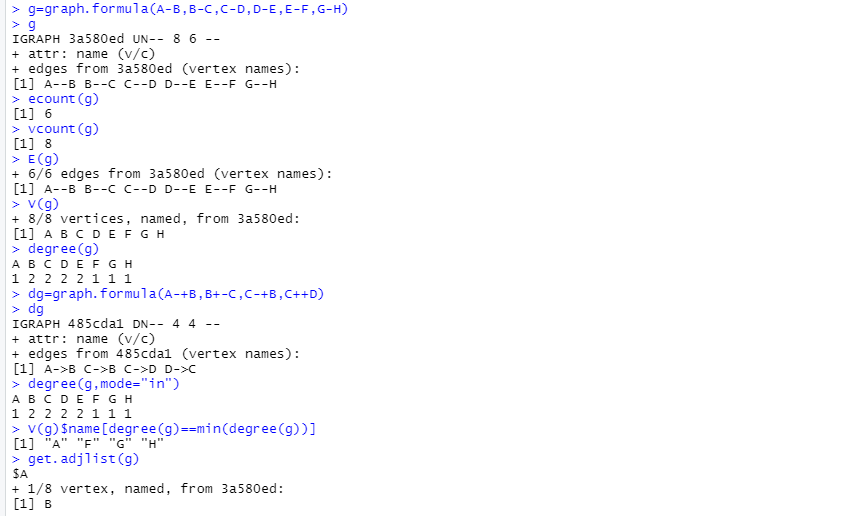 > g=graph.formula(A-B,B-C,C-D,D-E,E-F,G-H)
> g
IGRAPH 3a580ed UN-- 8 6 --
+ attr: name (v/c)
+ edges from 3a580ed (vertex names):
[1] A--B B--C C--D D--E E--F G--H
> ecount(g)
[1] 6
> vcount(g)
[1] 8
> E(g)
+ 6/6 edges from 3a580ed (vertex names):
[1] A--B B--C C--D D--E E--F G--H
> V(g)
+ 8/8 vertices, named, from 3a580ed:
[1] A B C D E F G H
> degree(g)
A B C D E F G H
1 2 2 2 2 1 1 1
> dg=graph.formula(A-+B,B+-C,C-+B,C++D)
> dg
IGRAPH 485cda1 DN-- 4 4 --
+ attr: name (v/c)
+ edges from 485cda1 (vertex names):
[1] A->B C->B C->D D->C
> degree(g,mode="in")
A B C D E F G H
1 2 2 2 2 1 1 1
> V(g)$name[degree(g)==min(degree(g))]
[1] "A" "F" "G" "H"
> get.adjlist(g)
$A
+ 1/8 vertex, named, from 3a580ed:
[1] B